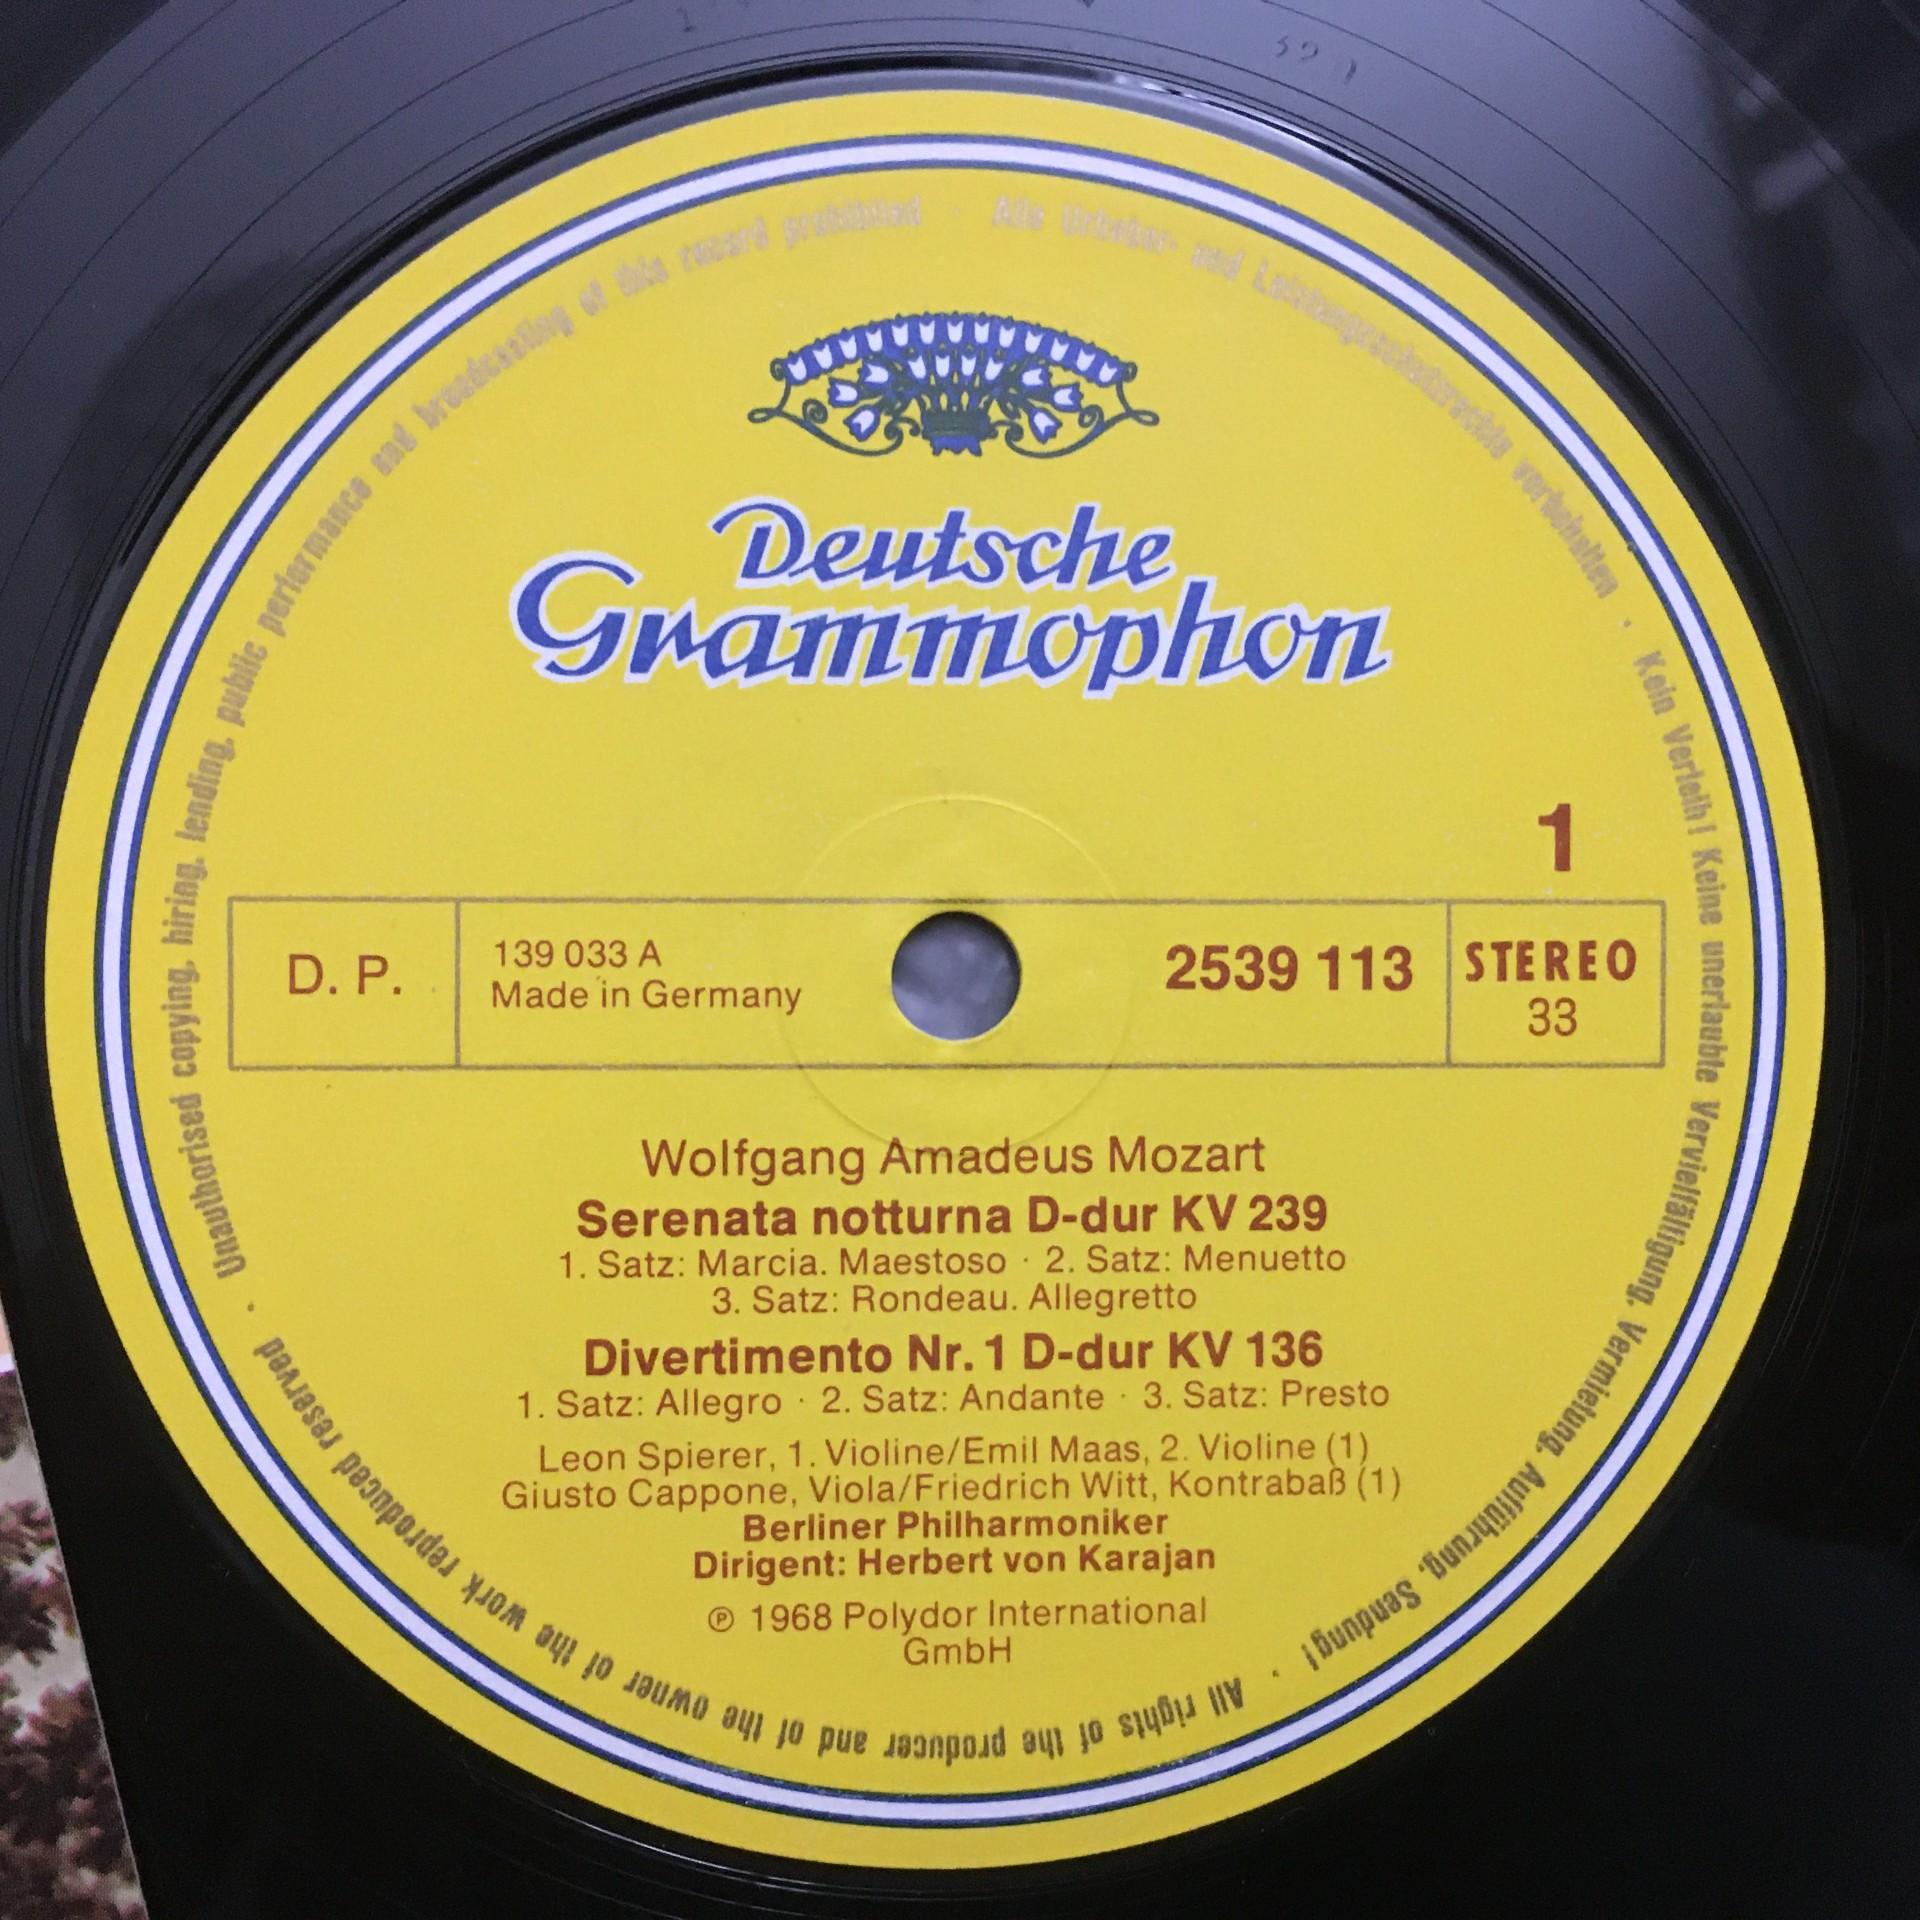 Deutsche
Grammophon
1
D. P.
139 033 A
Made in Germany
2539 113
STEREO
33
Wolfgang Amadeus Mozart
Serenata notturna D-dur KV 239
1. Satz: Marcia. Maestoso · 2. Satz: Menuetto
3. Satz: Rondeau. Allegretto
Divertimento Nr. 1 D-dur KV 136
1. Satz: Allegro · 2. Satz: Andante · 3. Satz: Presto
Leon Spierer, 1. Violine/Emil Maas, 2. Violine (1)
Giusto Cappone, Viola/Friedrich Witt, Kontrabaß (1)
Berliner Philharmoniker
Dirigent: Herbert von Karajan
℗ 1968 Polydor International
GmbH
Alle Urheber- und Leistungsschutzrechte vorbehalten · Kein Verleih! Keine unerlaubte Vervielfältigung, Vermietung, Aufführung, Sendung! · All rights of the producer and of the owner of the work reproduced reserved · Unauthorised copying, hiring, lending, public performance and broadcasting of this record prohibited ·